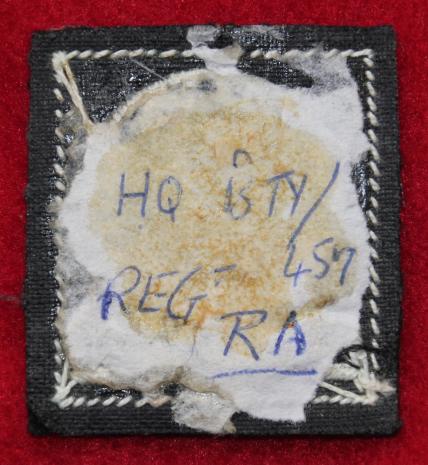 HQ BTY/
457
REGT
RA